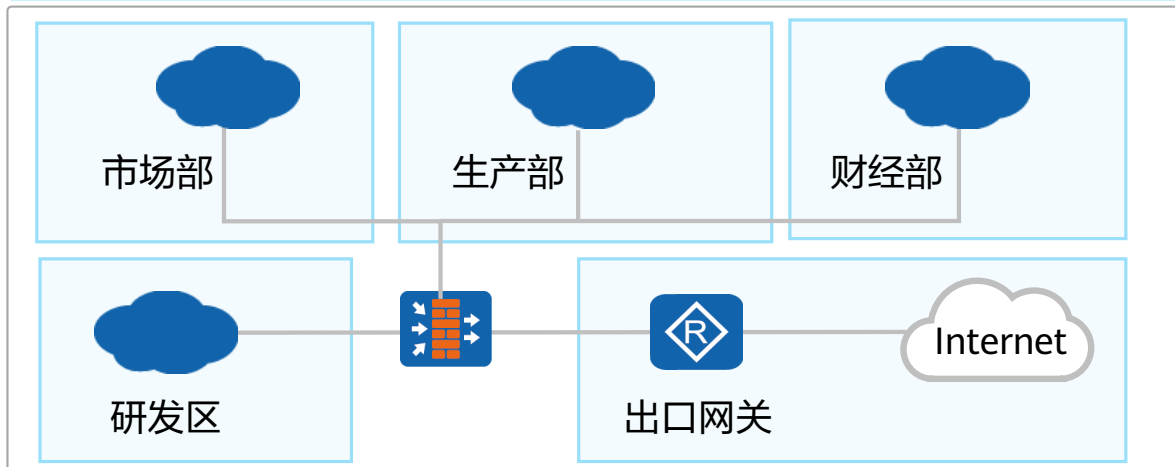 市场部
生产部
财经部
研发区
R
出口网关
Internet